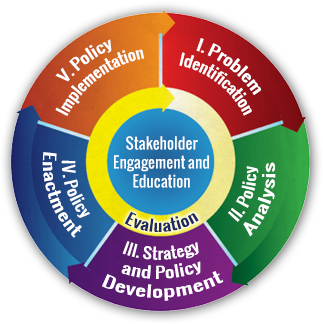 I. Problem
Identification
II. Policy
Analysis
III. Strategy
and Policy
Development
IV. Policy
Enactment
V. Policy
Implementation
Stakeholder
Engagement and
Education
Evaluation